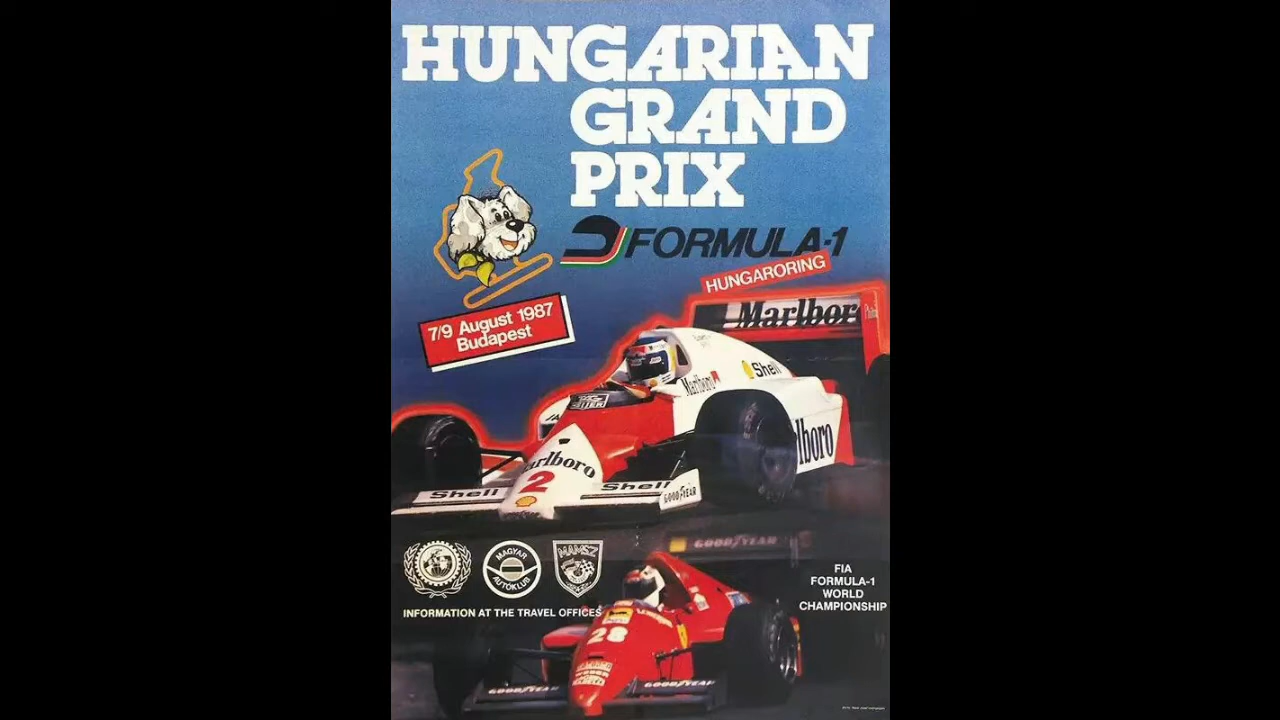 HUNGARIAN
GRAND
PRIX
FORMULA-1
HUNGARORING
7/9 August 1987
Budapest
Marlbor
Shell
Marlboro
lboro
Marlboro
2
Shell
Shell
GOODYEAR
GOODYEAR
MAGYAR
AUTÓKLUB
MAMSZ
FIA
FORMULA-1
WORLD
CHAMPIONSHIP
INFORMATION AT THE TRAVEL OFFICES
28
GOODYEAR
GOODYEAR